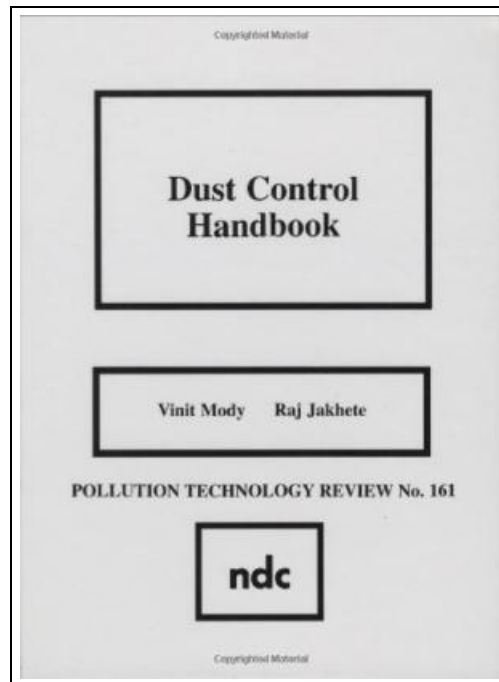 Copyrighted Material
Dust Control
Handbook
Vinit Mody Raj Jakhete
POLLUTION TECHNOLOGY REVIEW No. 161
ndc
Copyrighted Material